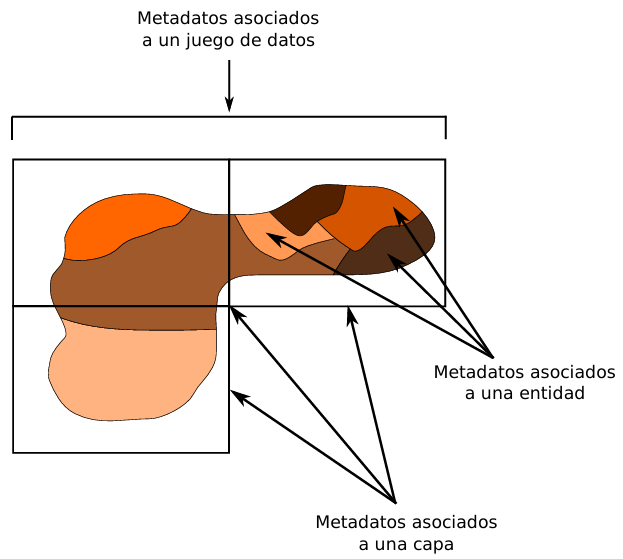 Metadatos asociados
a un juego de datos
Metadatos asociados
a una entidad
Metadatos asociados
a una capa